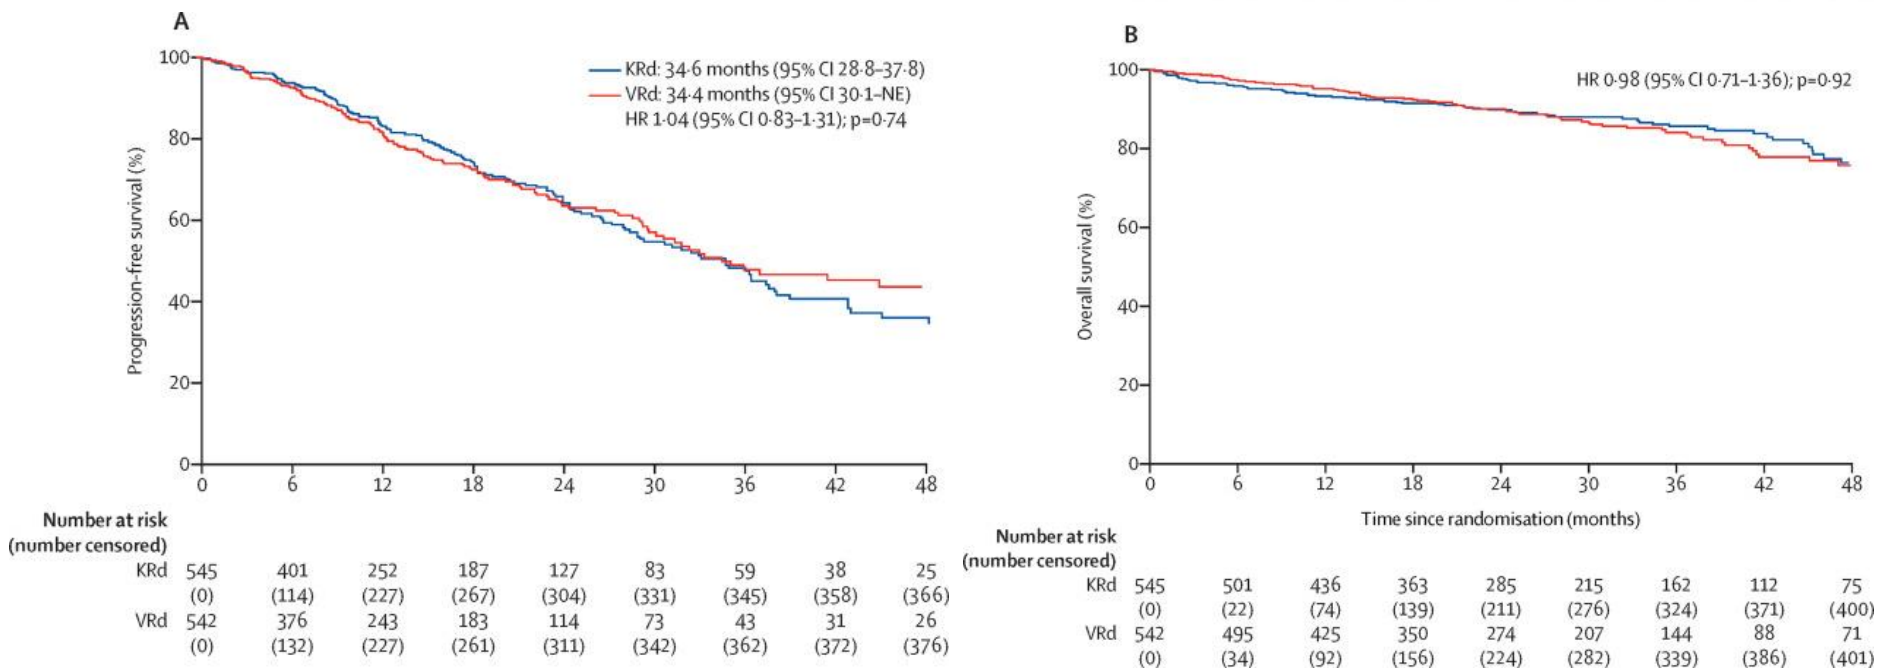 A
100
80
60
40
20
0
Progression-free survival (%)
KRd: 34·6 months (95% CI 28·8–37·8)
VRd: 34·4 months (95% CI 30·1–NE)
HR 1·04 (95% CI 0·83–1·31); p=0·74
0 6 12 18 24 30 36 42 48
Number at risk
(number censored)
KRd 545 401 252 187 127 83 59 38 25
(0) (114) (227) (267) (304) (331) (345) (358) (366)
VRd 542 376 243 183 114 73 43 31 26
(0) (132) (227) (261) (311) (342) (362) (372) (376)
B
100
80
60
40
20
0
Overall survival (%)
HR 0·98 (95% CI 0·71–1·36); p=0·92
0 6 12 18 24 30 36 42 48
Time since randomisation (months)
Number at risk
(number censored)
KRd 545 501 436 363 285 215 162 112 75
(0) (22) (74) (139) (211) (276) (324) (371) (400)
VRd 542 495 425 350 274 207 144 88 71
(0) (34) (92) (156) (224) (282) (339) (386) (401)